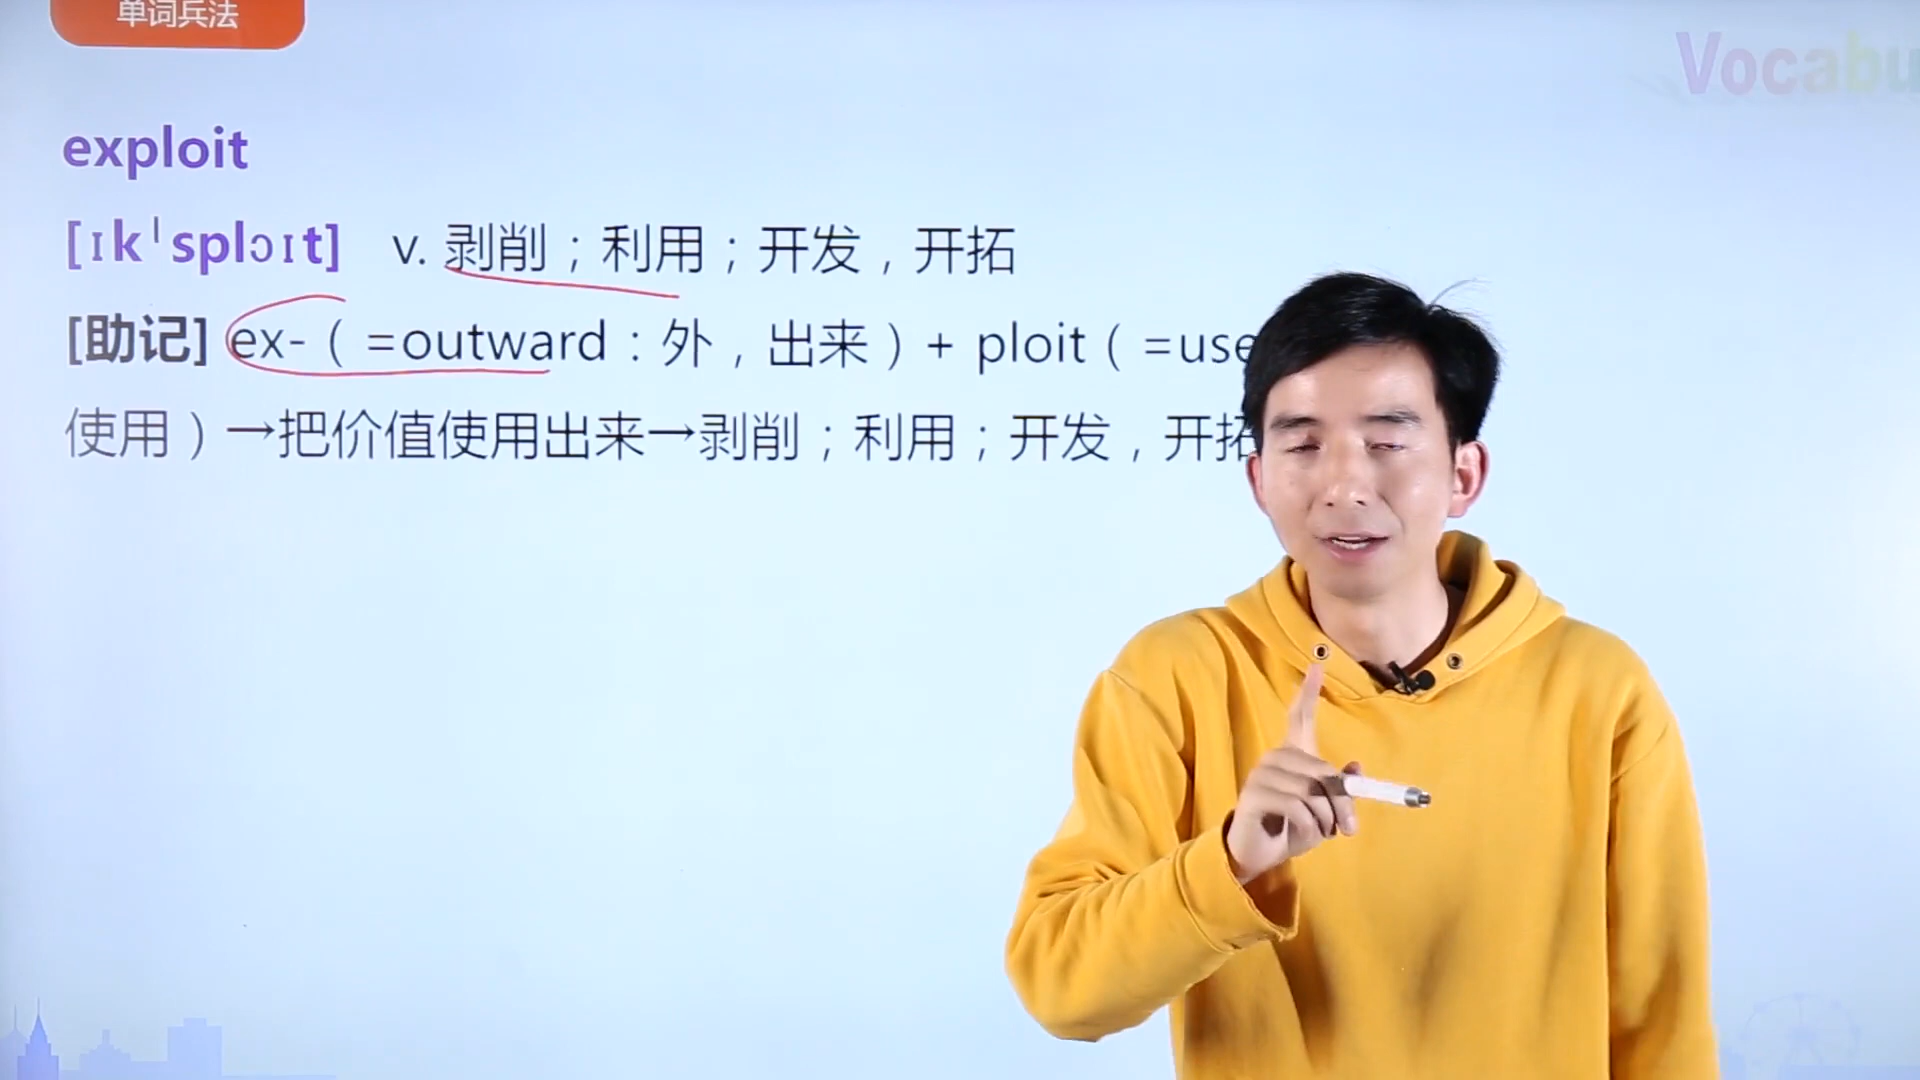 单词兵法
Vocabu
exploit
[ɪkˈsplɔɪt] v. 剥削；利用；开发，开拓
[助记] ex-（=outward：外，出来）+ ploit（=use
使用）→把价值使用出来→剥削；利用；开发，开拓